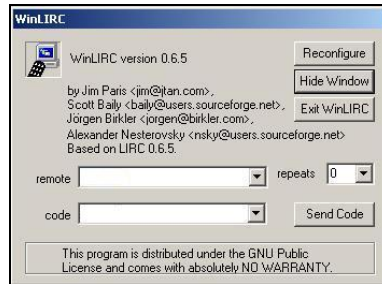 WinLIRC
WinLIRC version 0.6.5
Reconfigure
Hide Window
Exit WinLIRC
by Jim Paris <jim@jtan.com>,
Scott Baily <baily@users.sourceforge.net>,
Jörgen Birkler <jorgen@birkler.com>,
Alexander Nesterovsky <nsky@users.sourceforge.net>
Based on LIRC 0.6.5.
remote
repeats 0
code
Send Code
This program is distributed under the GNU Public
License and comes with absolutely NO WARRANTY.